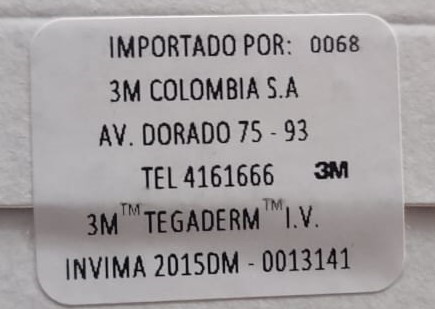 IMPORTADO POR: 0068
3M COLOMBIA S.A
AV. DORADO 75 - 93
TEL 4161666 3M
3M™ TEGADERM™ I.V.
INVIMA 2015DM - 0013141